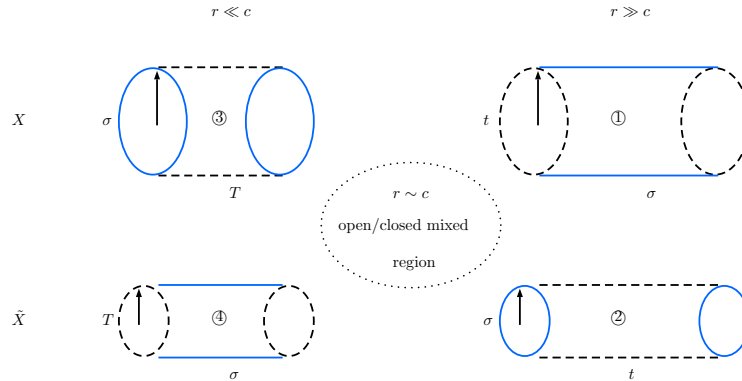 r ≪ c
r ≫ c
X
σ
③
T
t
①
σ
r ∼ c
open/closed mixed
region
X̃
T
④
σ
σ
②
t